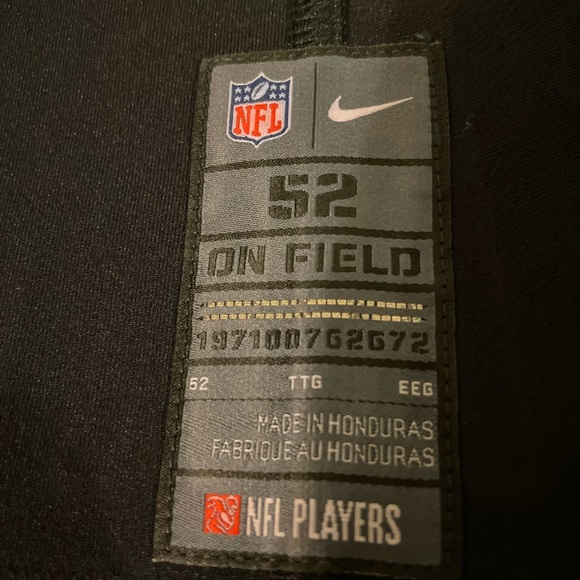 NFL
52
ON FIELD
197100762672
52 TTG EEG
MADE IN HONDURAS
FABRIQUE AU HONDURAS
NFL PLAYERS